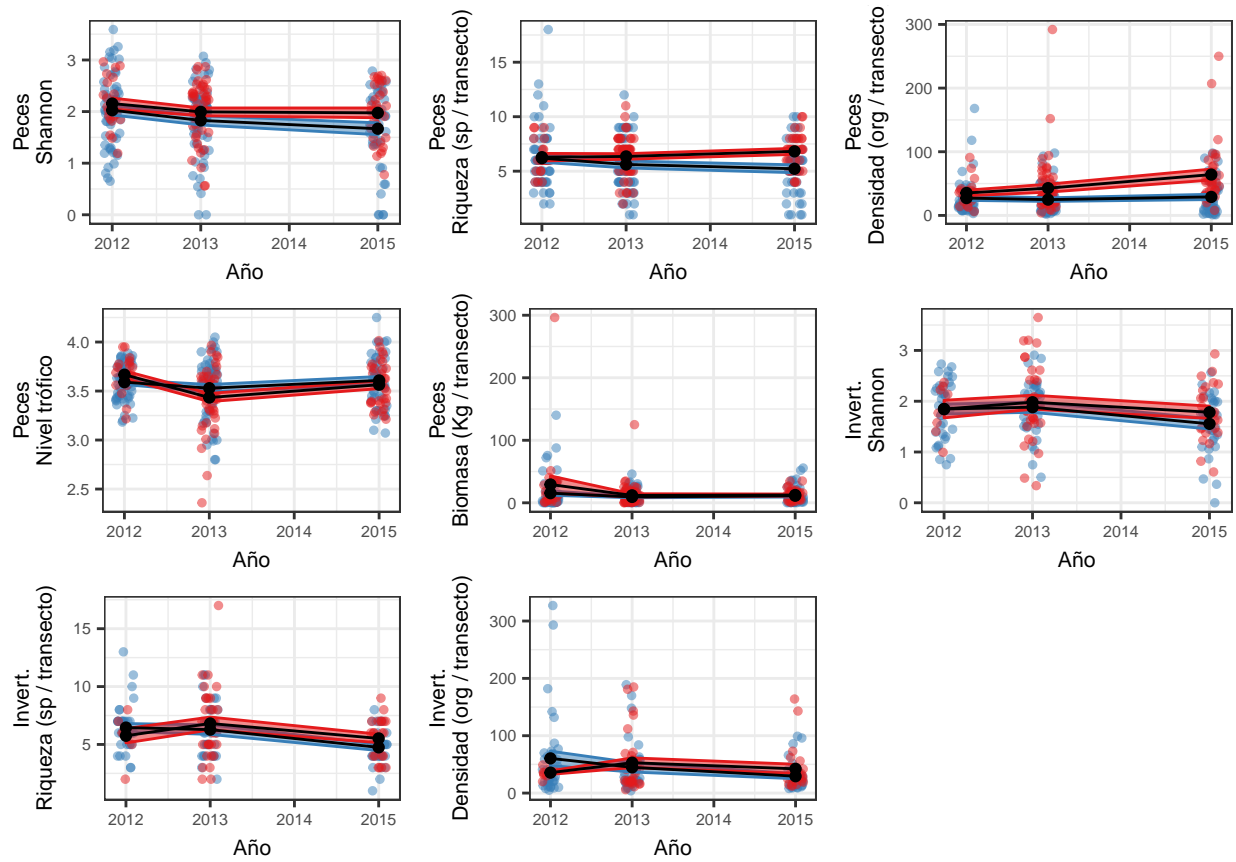 Peces
Shannon
3
2
1
0
2012 2013 2014 2015
Año
Peces
Riqueza (sp / transecto)
15
10
5
2012 2013 2014 2015
Año
Peces
Densidad (org / transecto)
300
200
100
0
2012 2013 2014 2015
Año
Peces
Nivel trófico
4.0
3.5
3.0
2.5
2012 2013 2014 2015
Año
Peces
Biomasa (Kg / transecto)
300
200
100
0
2012 2013 2014 2015
Año
Invert.
Shannon
3
2
1
0
2012 2013 2014 2015
Año
Invert.
Riqueza (sp / transecto)
15
10
5
2012 2013 2014 2015
Año
Invert.
Densidad (org / transecto)
300
200
100
0
2012 2013 2014 2015
Año